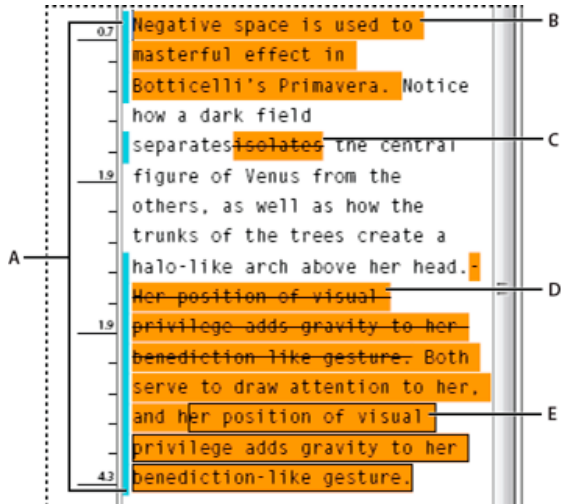 Negative space is used to
masterful effect in
Botticelli's Primavera. Notice
how a dark field
separatesisolates the central
figure of Venus from the
others, as well as how the
trunks of the trees create a
halo-like arch above her head.
Her position of visual
privilege adds gravity to her
benediction like gesture. Both
serve to draw attention to her,
and her position of visual
privilege adds gravity to her
benediction-like gesture.
0.7
1.9
1.9
4.3
A
B
C
D
E